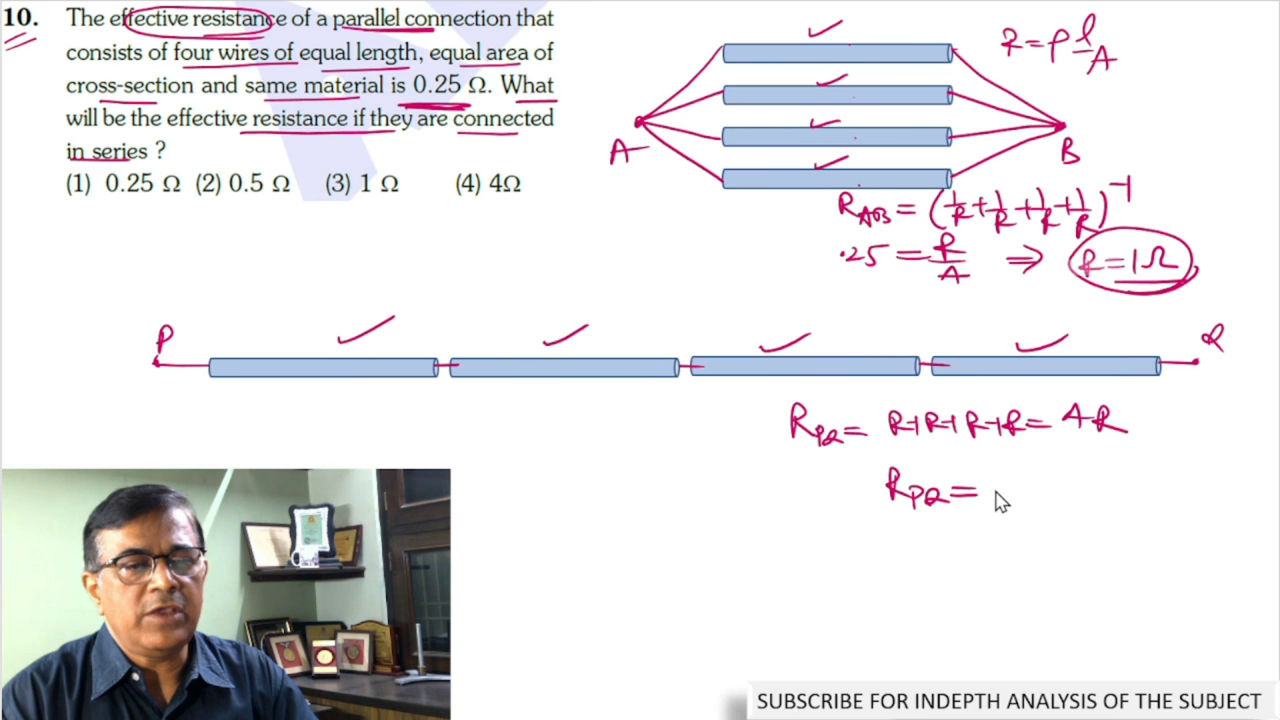 10. The effective resistance of a parallel connection that
consists of four wires of equal length, equal area of
cross-section and same material is 0.25 Ω. What
will be the effective resistance if they are connected
in series ?
(1) 0.25 Ω (2) 0.5 Ω (3) 1 Ω (4) 4Ω
R=ρ l/A
A
B
R_AB = (1/R+1/R+1/R+1/R)^-1
.25 = R/4 ⇒ R=1Ω
P
Q
R_PQ = R+R+R+R = 4R
R_PQ =
SUBSCRIBE FOR INDEPTH ANALYSIS OF THE SUBJECT